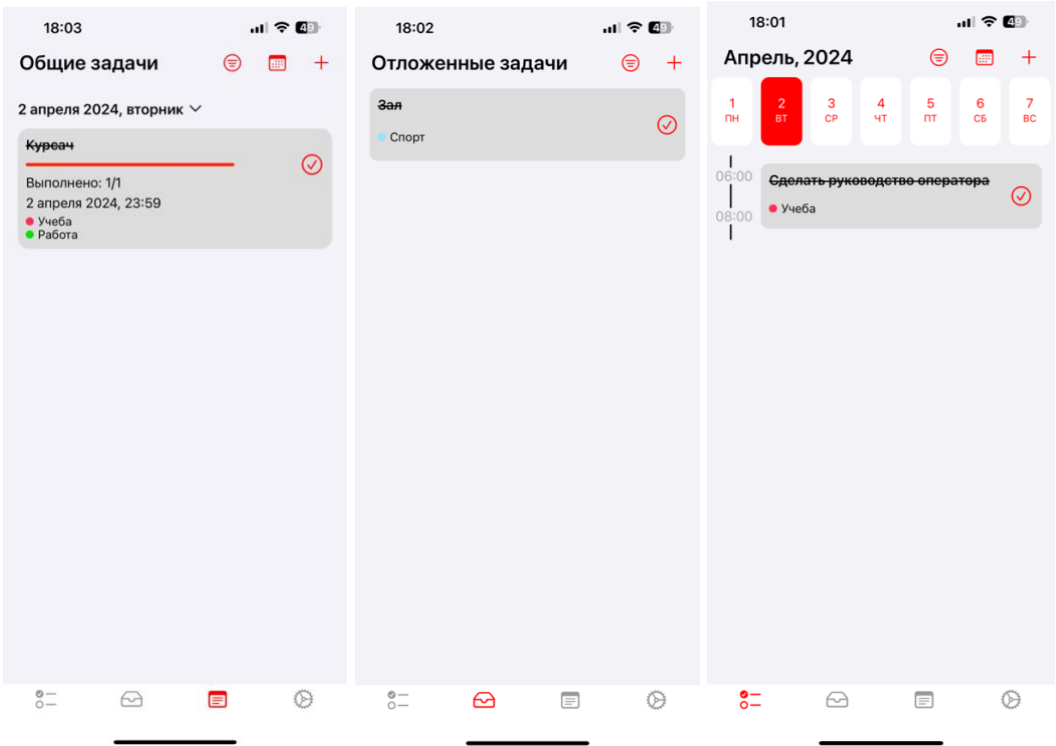 18:03
49
Общие задачи
2 апреля 2024, вторник
Курсач
Выполнено: 1/1
2 апреля 2024, 23:59
Учеба
Работа
18:02
49
Отложенные задачи
Зал
Спорт
18:01
49
Апрель, 2024
1 2 3 4 5 6 7
ПН ВТ СР ЧТ ПТ СБ ВС
06:00
Сделать руководство оператора
Учеба
08:00